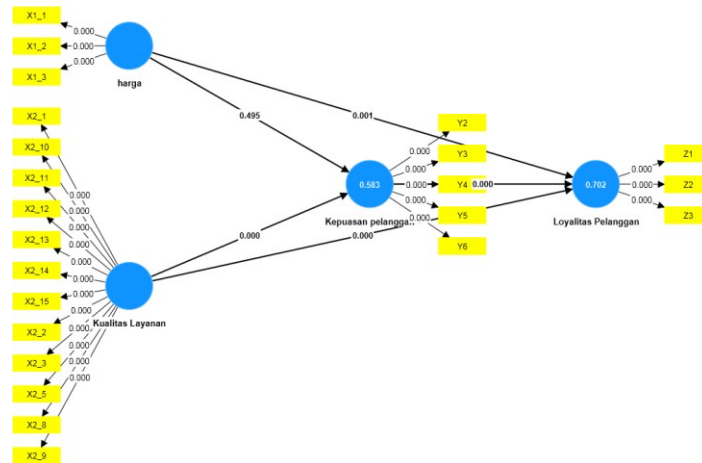 X1_1
X1_2
X1_3
0.000
0.000
0.000
harga
0.495
0.001
X2_1
X2_10
X2_11
X2_12
X2_13
X2_14
X2_15
X2_2
X2_3
X2_5
X2_8
X2_9
0.000
0.000
0.000
0.000
0.000
0.000
0.000
0.000
0.000
0.000
0.000
0.000
Kualitas Layanan
0.000
0.000
0.583
Kepuasan pelanggan
0.000
0.000
0.000
0.000
0.000
Y2
Y3
Y4
Y5
Y6
0.000
0.702
Loyalitas Pelanggan
0.000
0.000
0.000
Z1
Z2
Z3